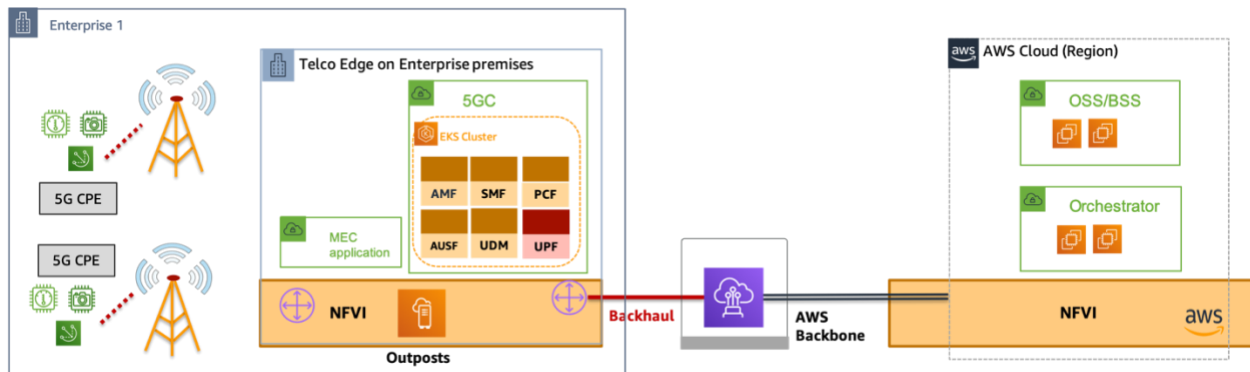 Enterprise 1
5G CPE
5G CPE
Telco Edge on Enterprise premises
5GC
EKS Cluster
AMF
SMF
PCF
AUSF
UDM
UPF
MEC
application
NFVI
Outposts
Backhaul
AWS
Backbone
aws
AWS Cloud (Region)
OSS/BSS
Orchestrator
NFVI
aws